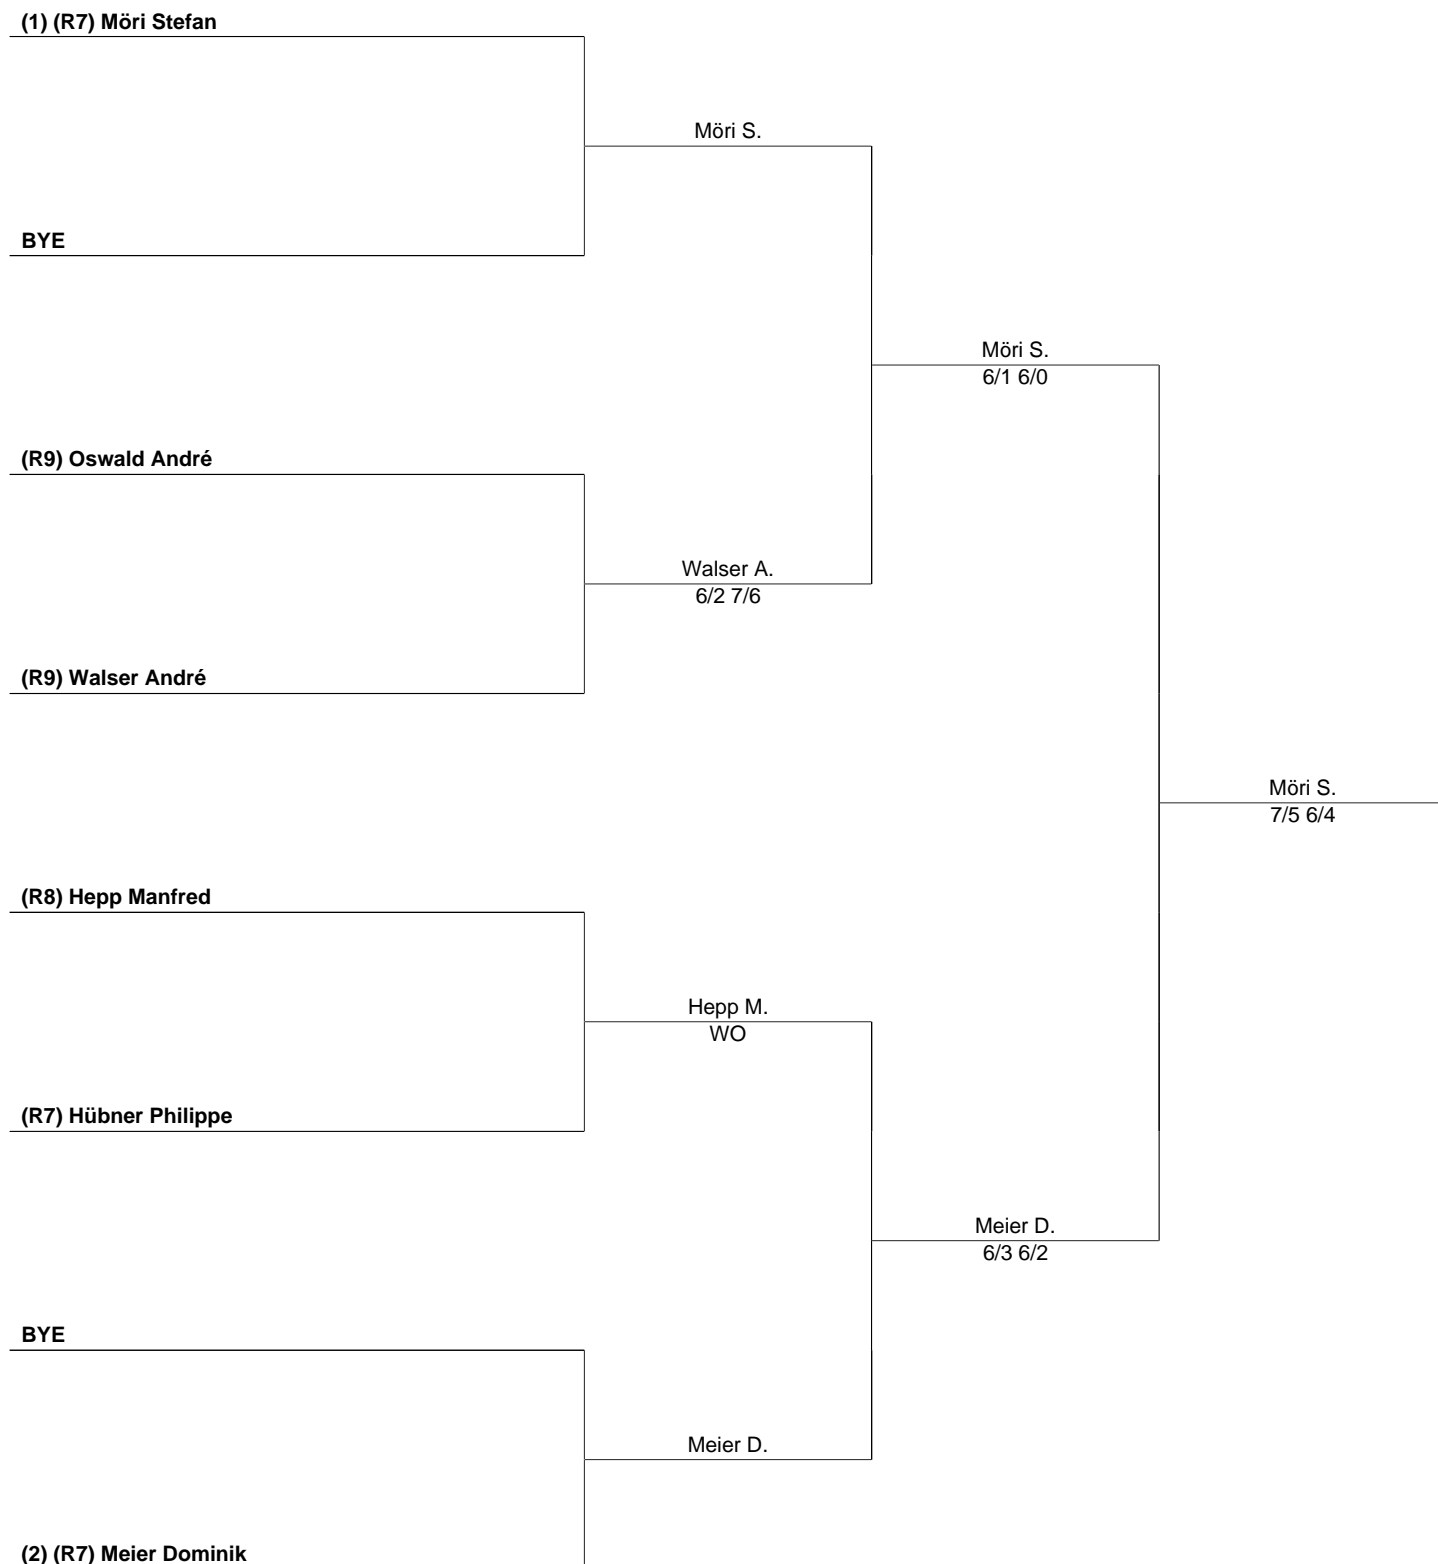 (1) (R7) Möri Stefan
Möri S.
BYE
Möri S.
6/1 6/0
(R9) Oswald André
Walser A.
6/2 7/6
(R9) Walser André
Möri S.
7/5 6/4
(R8) Hepp Manfred
Hepp M.
WO
(R7) Hübner Philippe
Meier D.
6/3 6/2
BYE
Meier D.
(2) (R7) Meier Dominik